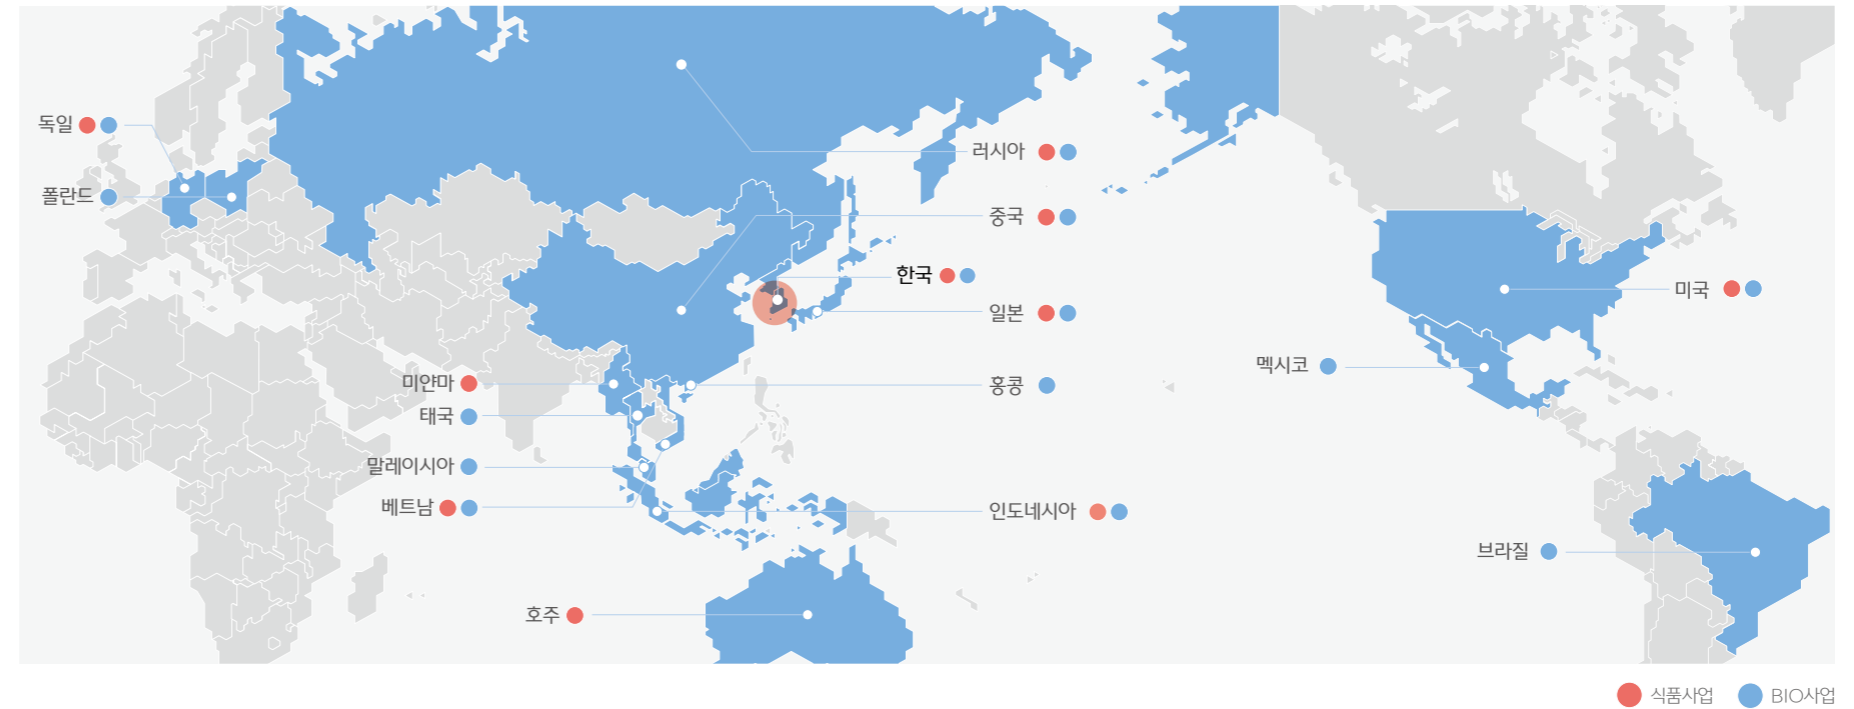 독일
폴란드
러시아
중국
한국
미국
일본
멕시코
미얀마
홍콩
태국
말레이시아
베트남
인도네시아
브라질
호주
식품사업
BIO사업